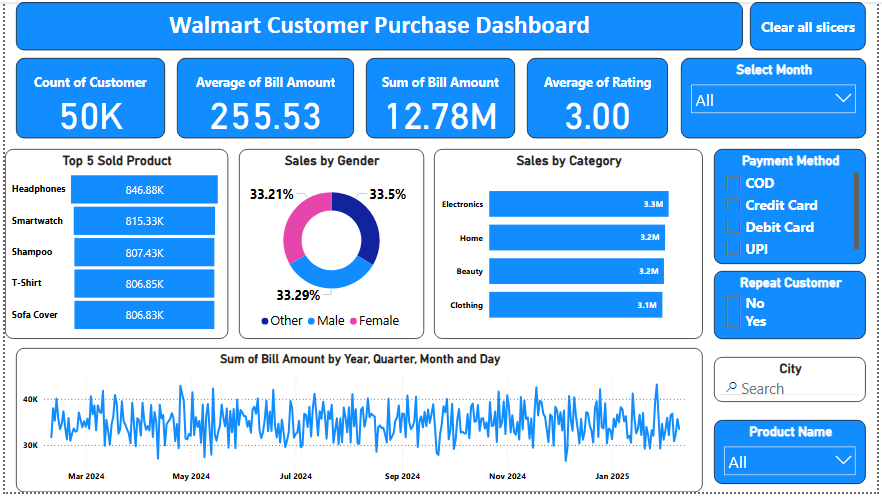 Walmart Customer Purchase Dashboard
Clear all slicers
Count of Customer
50K
Average of Bill Amount
255.53
Sum of Bill Amount
12.78M
Average of Rating
3.00
Select Month
All
Top 5 Sold Product
Headphones 846.88K
Smartwatch 815.33K
Shampoo 807.43K
T-Shirt 806.85K
Sofa Cover 806.83K
Sales by Gender
33.21% 33.5%
33.29%
Other Male Female
Sales by Category
Electronics 3.3M
Home 3.2M
Beauty 3.2M
Clothing 3.1M
Payment Method
COD
Credit Card
Debit Card
UPI
Repeat Customer
No
Yes
Sum of Bill Amount by Year, Quarter, Month and Day
40K
30K
Mar 2024 May 2024 Jul 2024 Sep 2024 Nov 2024 Jan 2025
City
Search
Product Name
All